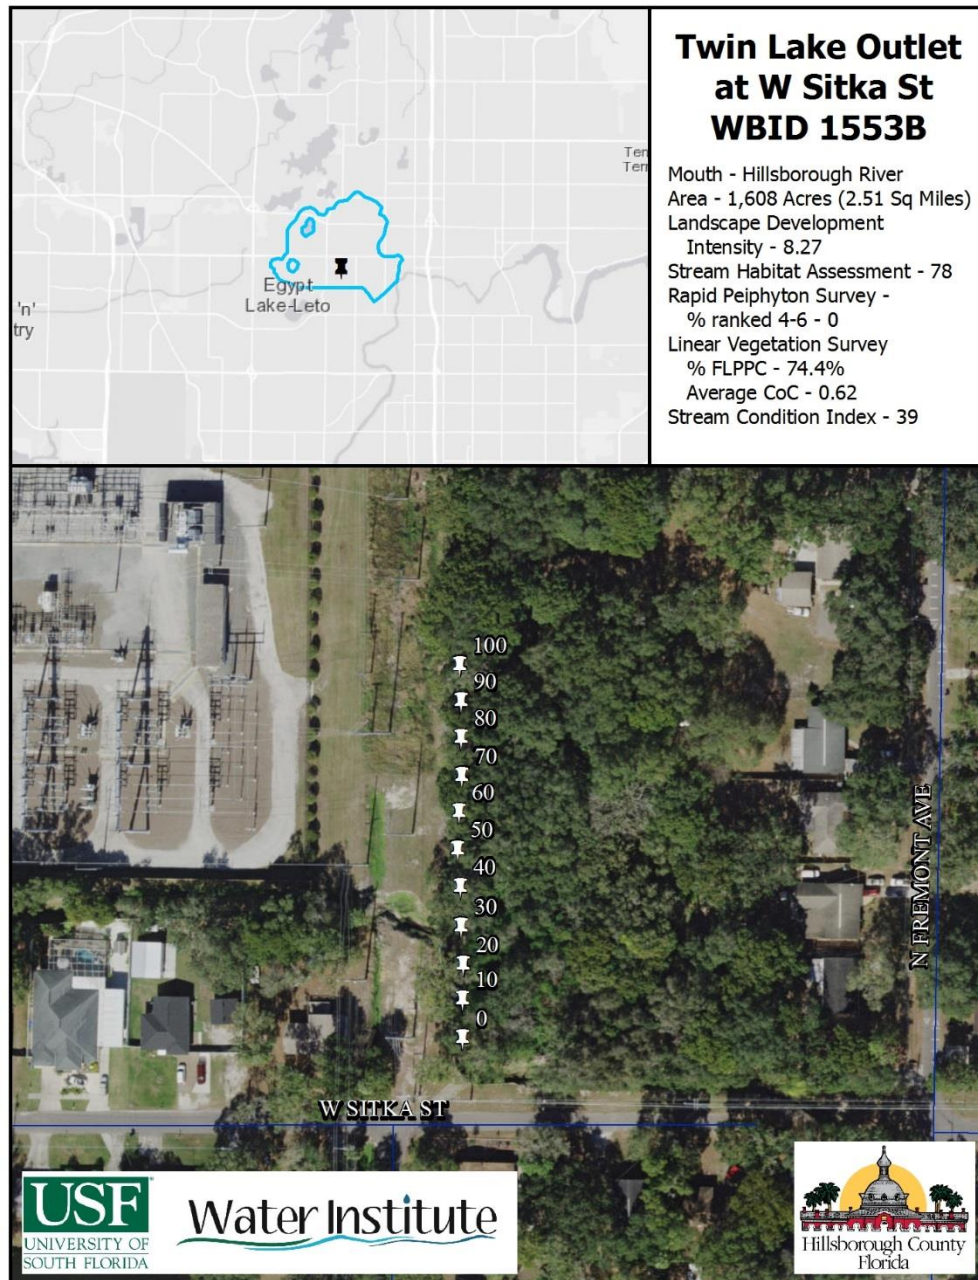 Twin Lake Outlet
at W Sitka St
WBID 1553B
Mouth - Hillsborough River
Area - 1,608 Acres (2.51 Sq Miles)
Landscape Development
Intensity - 8.27
Stream Habitat Assessment - 78
Rapid Peiphyton Survey -
% ranked 4-6 - 0
Linear Vegetation Survey
% FLPPC - 74.4%
Average CoC - 0.62
Stream Condition Index - 39
Ten
Terr
Egypt
Lake-Leto
'n'
try
100
90
80
70
60
50
40
30
20
10
0
N FREMONT AVE
W SITKA ST
USF
UNIVERSITY OF
SOUTH FLORIDA
Water Institute
Hillsborough County
Florida